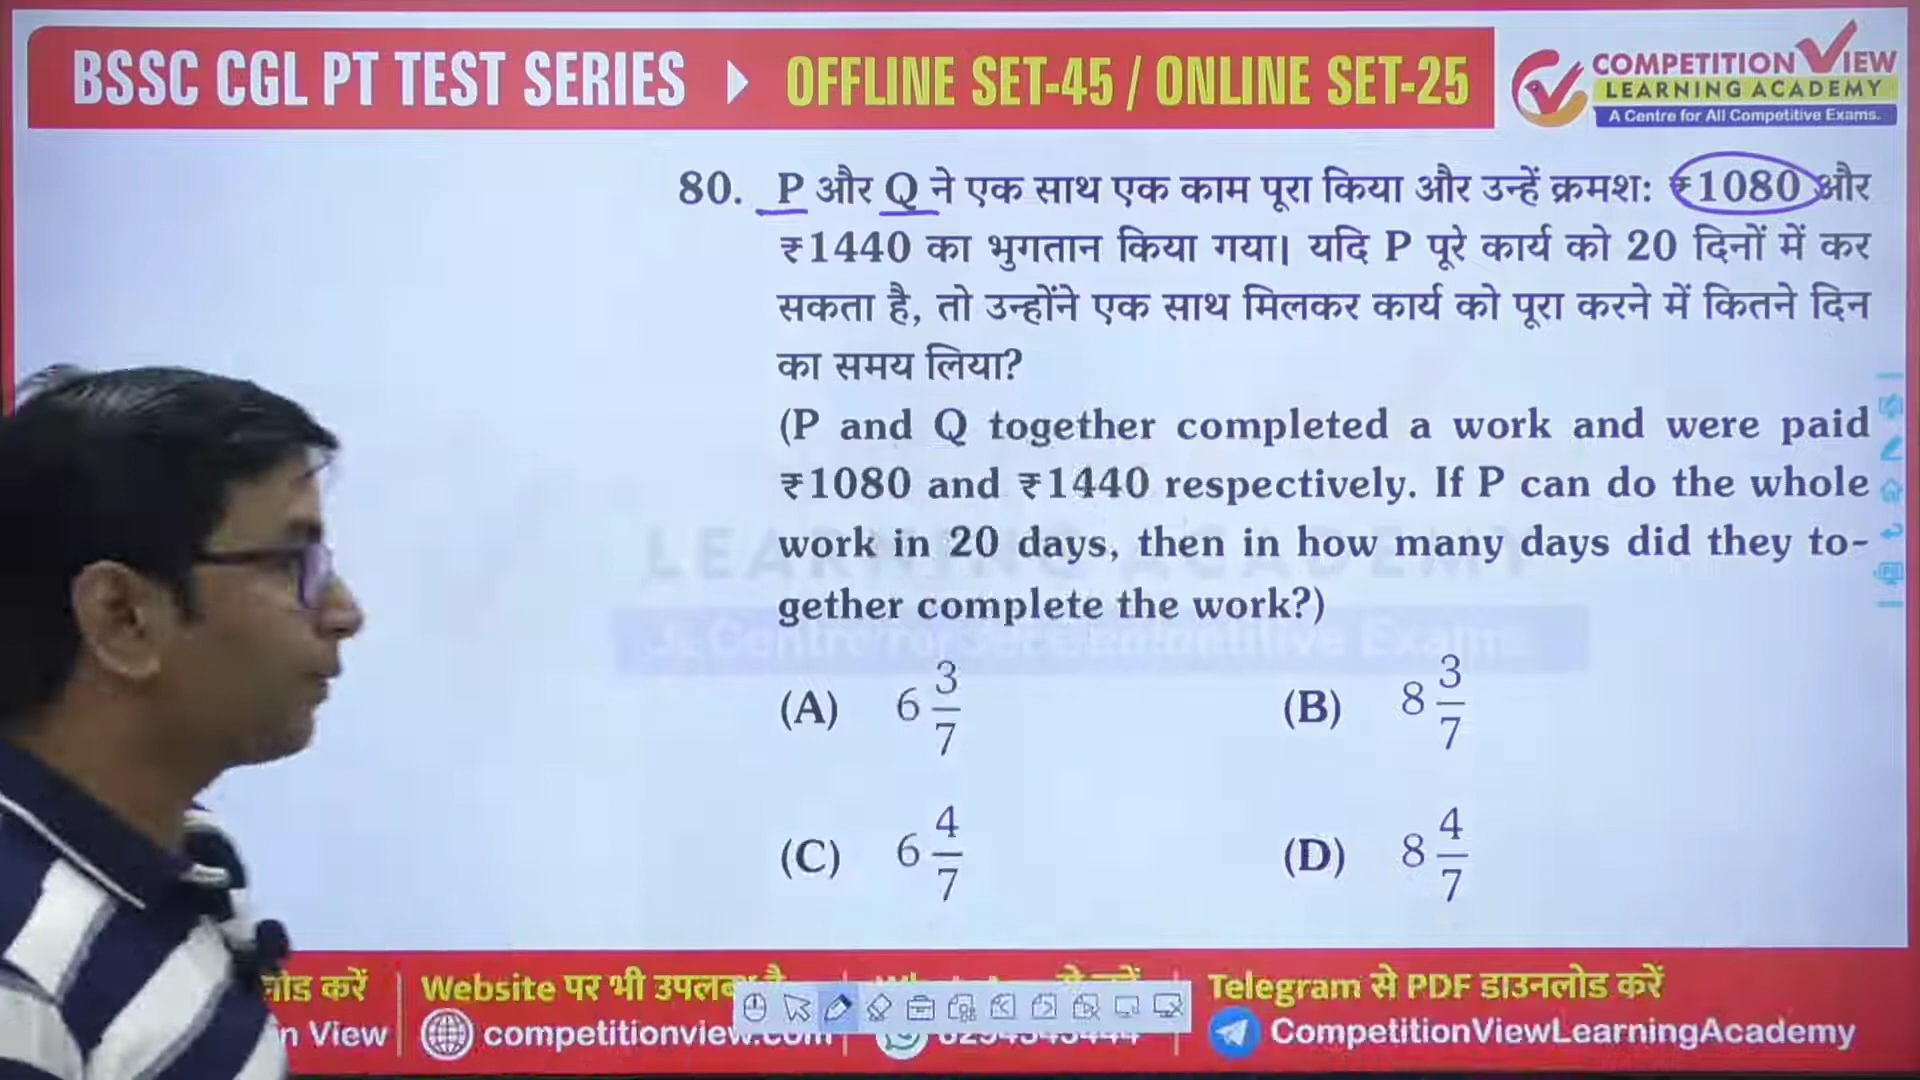 BSSC CGL PT TEST SERIES OFFLINE SET-45 / ONLINE SET-25
COMPETITION VIEW
LEARNING ACADEMY
A Centre for All Competitive Exams.
80. P और Q ने एक साथ एक काम पूरा किया और उन्हें क्रमश: ₹1080 और
₹1440 का भुगतान किया गया। यदि P पूरे कार्य को 20 दिनों में कर
सकता है, तो उन्होंने एक साथ मिलकर कार्य को पूरा करने में कितने दिन
का समय लिया?
(P and Q together completed a work and were paid
₹1080 and ₹1440 respectively. If P can do the whole
work in 20 days, then in how many days did they to-
gether complete the work?)
(A) 6 3/7 (B) 8 3/7
(C) 6 4/7 (D) 8 4/7
करें Website पर भी Telegram से PDF डाउनलोड करें
View CompetitionViewLearningAcademy
LEARNING ACADEMY